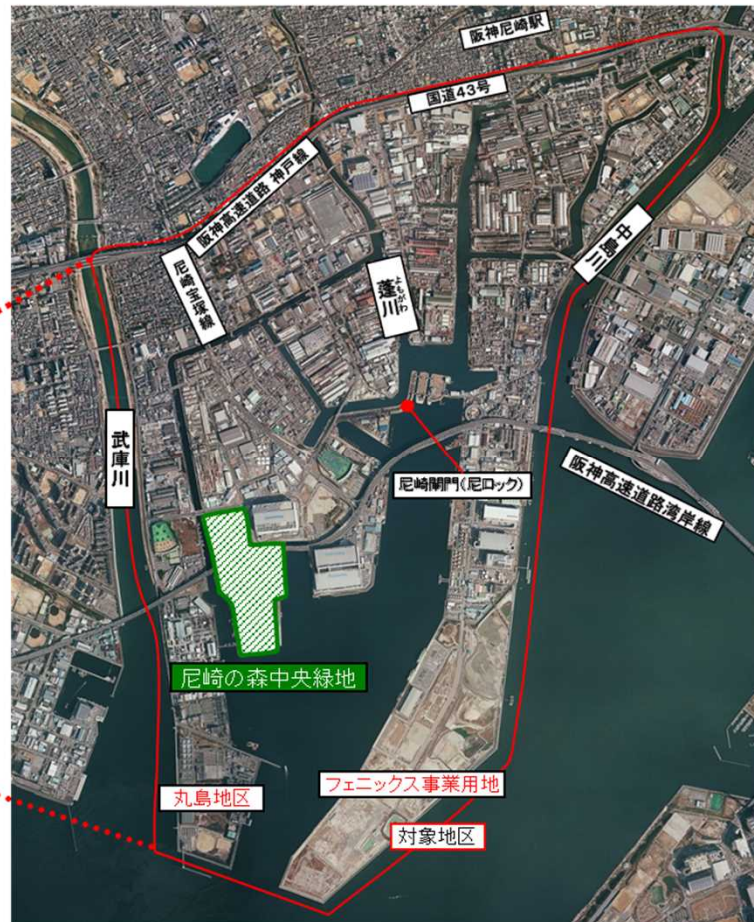 阪神尼崎駅
国道43号
阪神高速道路 神戸線
中島川
尼崎宝塚線
蓬川
よもがわ
武庫川
尼崎閘門(尼ロック)
阪神高速道路湾岸線
尼崎の森中央緑地
丸島地区
フェニックス事業用地
対象地区